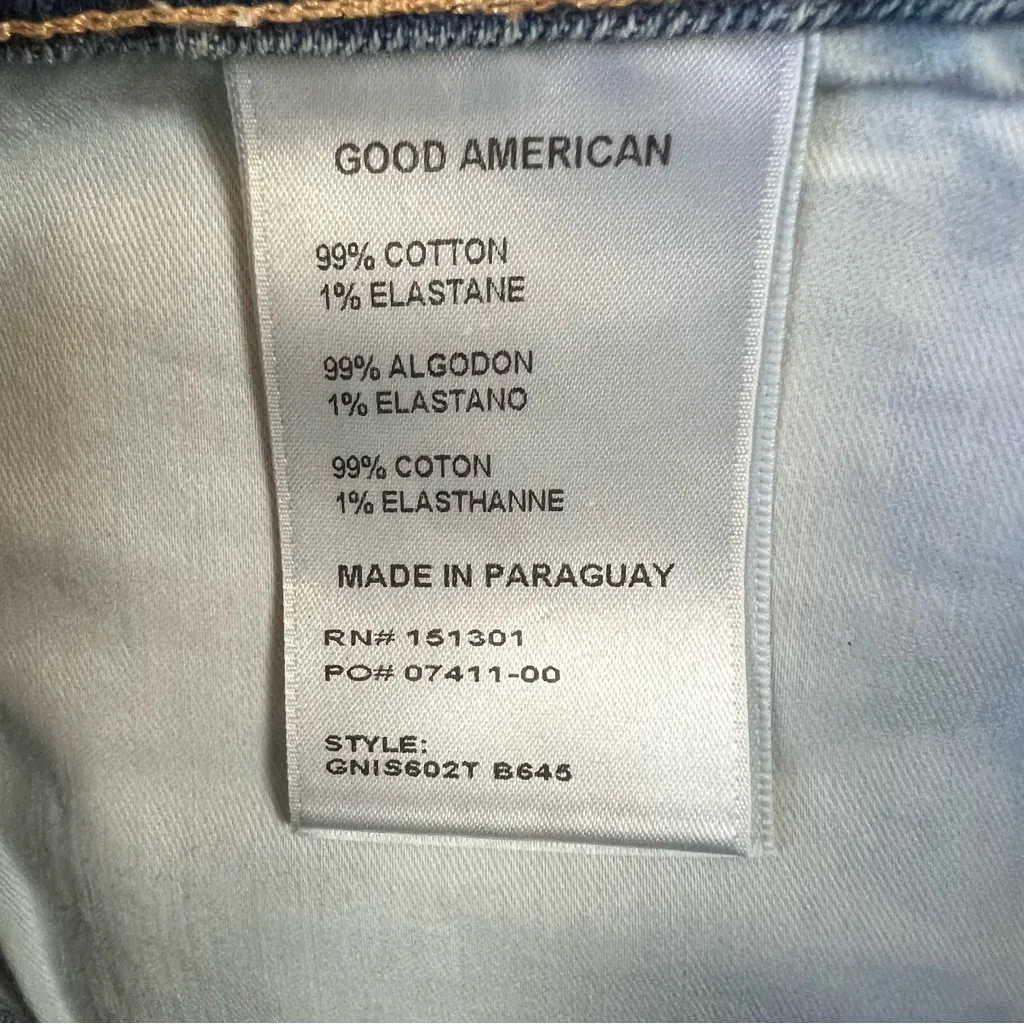 GOOD AMERICAN
99% COTTON
1% ELASTANE
99% ALGODON
1% ELASTANO
99% COTON
1% ELASTHANNE
MADE IN PARAGUAY
RN# 151301
PO# 07411-00
STYLE:
GNIS602T B645